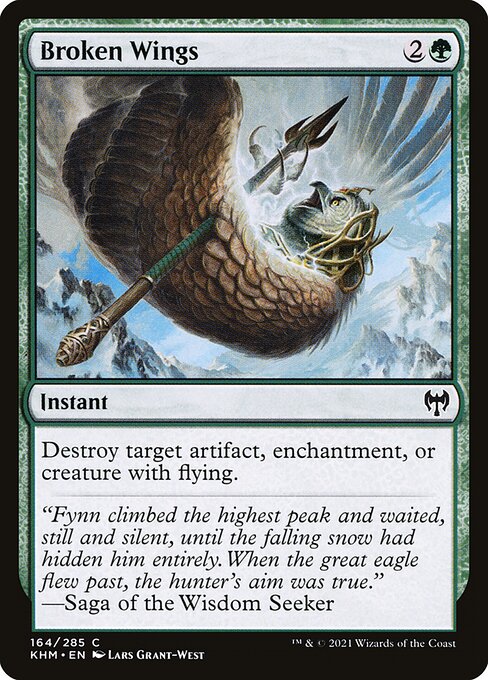 Broken Wings 2
Instant
Destroy target artifact, enchantment, or
creature with flying.
“Fynn climbed the highest peak and waited,
still and silent, until the falling snow had
hidden him entirely. When the great eagle
flew past, the hunter’s aim was true.”
—Saga of the Wisdom Seeker
164/285 C
KHM • EN Lars Grant-West
™ & © 2021 Wizards of the Coast